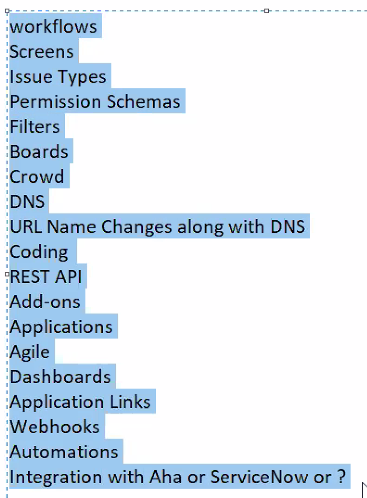 workflows
Screens
Issue Types
Permission Schemas
Filters
Boards
Crowd
DNS
URL Name Changes along with DNS
Coding
REST API
Add-ons
Applications
Agile
Dashboards
Application Links
Webhooks
Automations
Integration with Aha or ServiceNow or ?